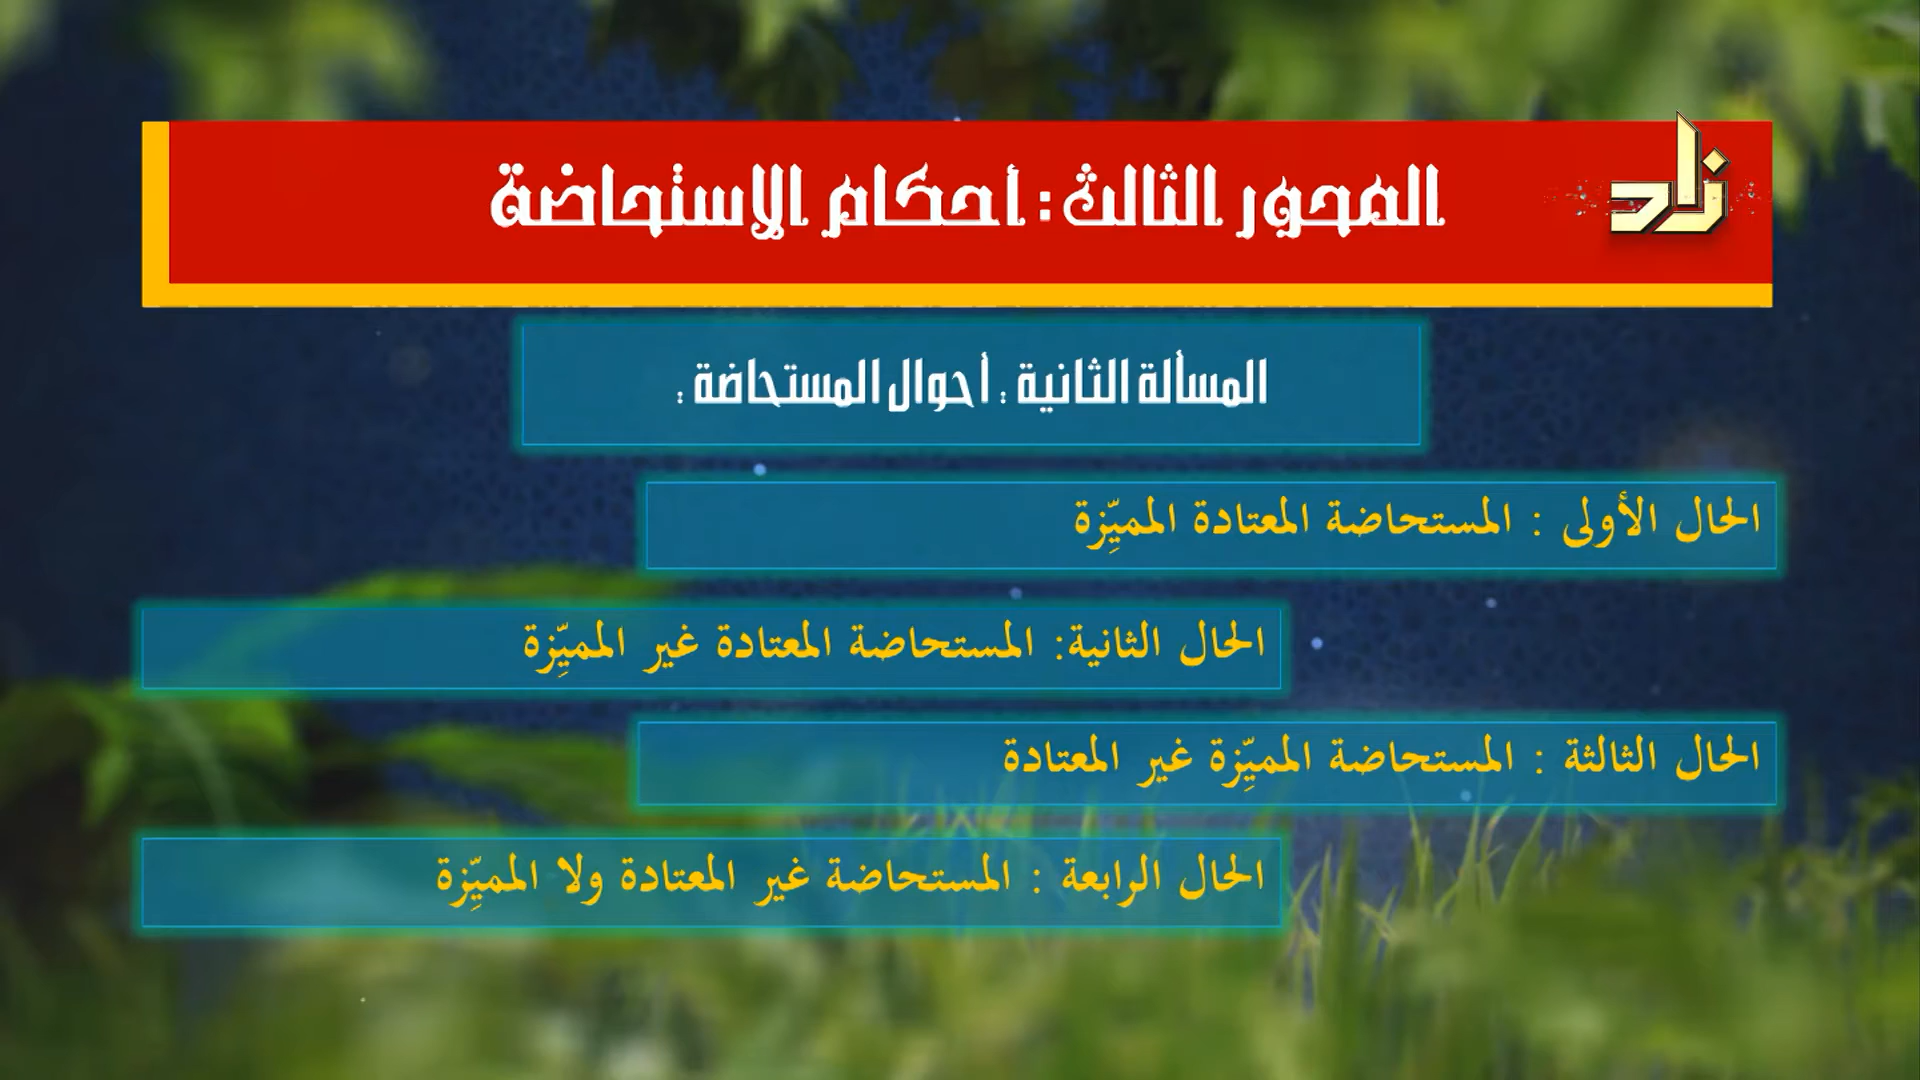 زاد
المحور الثالث : أحكام الاستحاضة
المسألة الثانية : أحوال المستحاضة :
الحال الأولى : المستحاضة المعتادة المميِّزة
الحال الثانية: المستحاضة المعتادة غير المميِّزة
الحال الثالثة : المستحاضة المميِّزة غير المعتادة
الحال الرابعة : المستحاضة غير المعتادة ولا المميِّزة